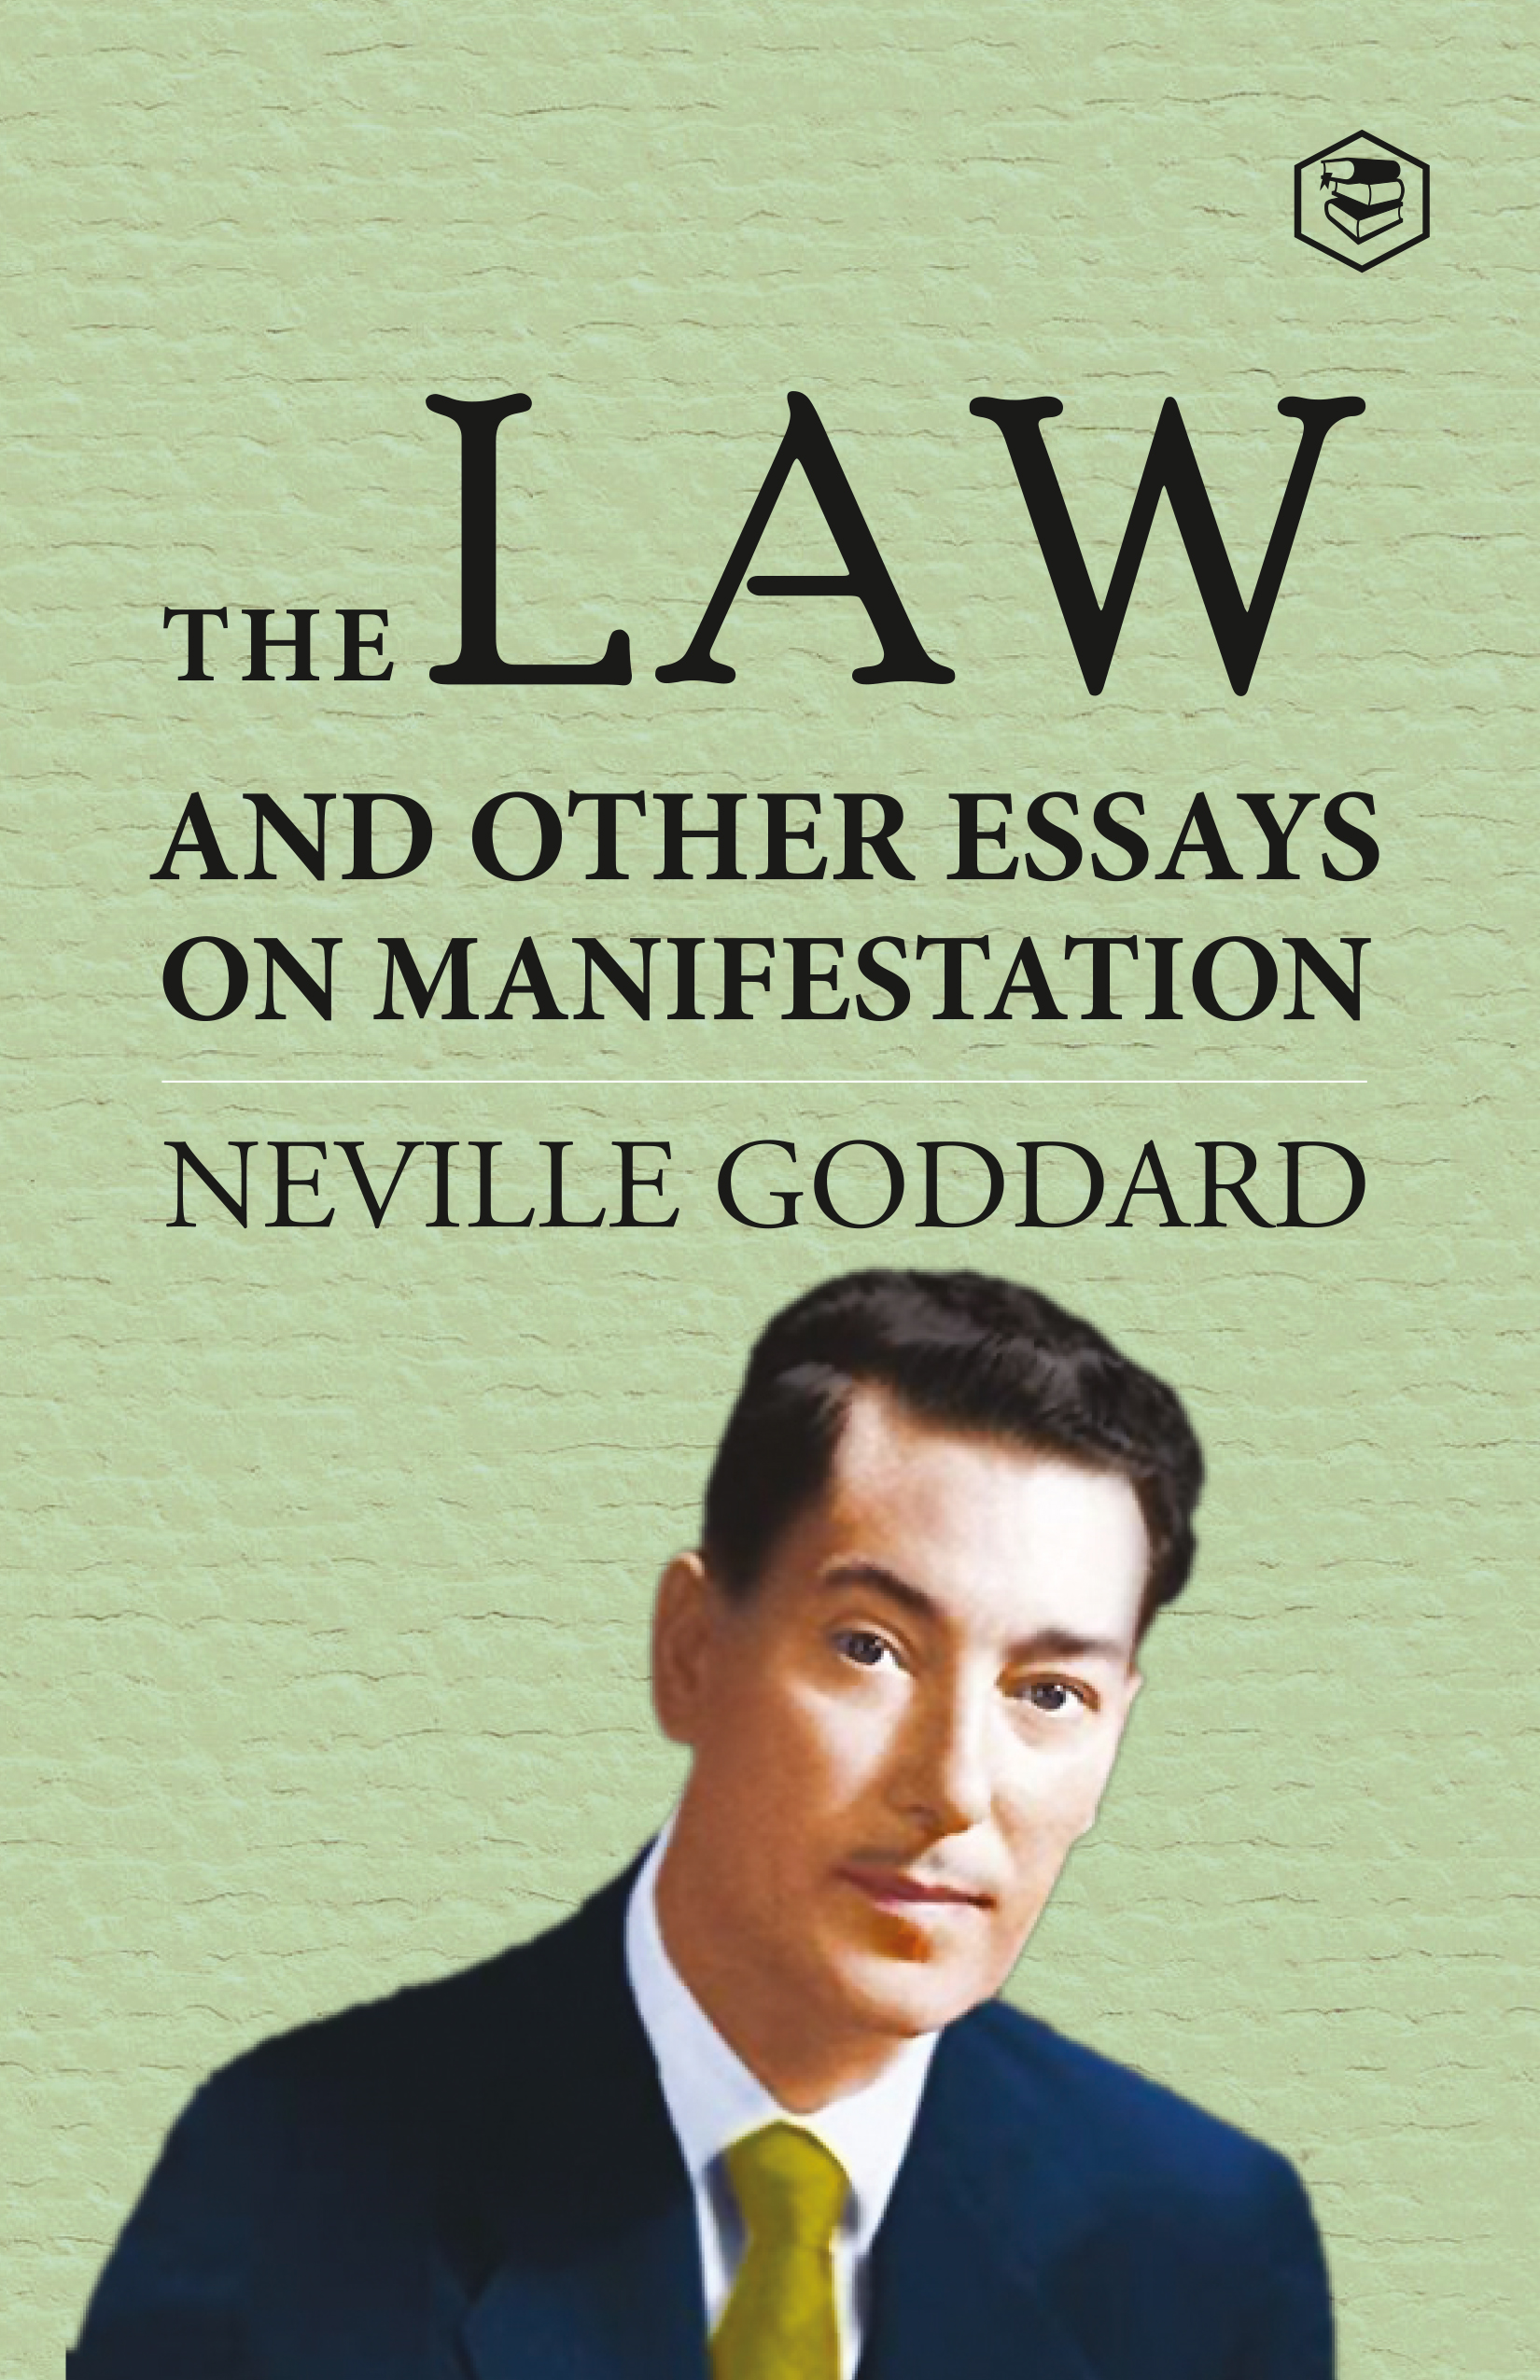 THE LAW
AND OTHER ESSAYS
ON MANIFESTATION
NEVILLE GODDARD